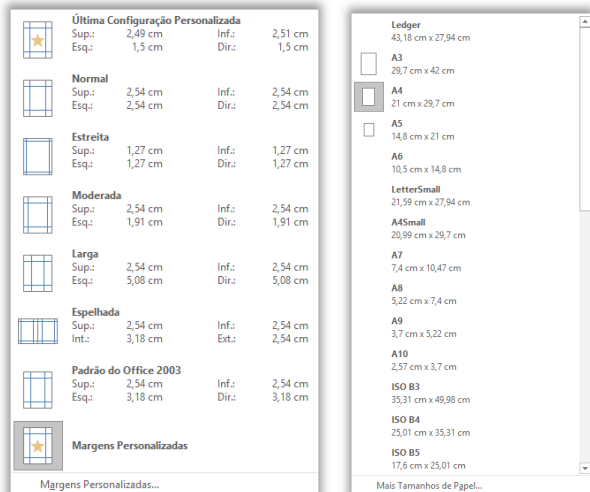 Última Configuração Personalizada
Sup.: 2,49 cm Inf.: 2,51 cm
Esq.: 1,5 cm Dir.: 1,5 cm
Normal
Sup.: 2,54 cm Inf.: 2,54 cm
Esq.: 2,54 cm Dir.: 2,54 cm
Estreita
Sup.: 1,27 cm Inf.: 1,27 cm
Esq.: 1,27 cm Dir.: 1,27 cm
Moderada
Sup.: 2,54 cm Inf.: 2,54 cm
Esq.: 1,91 cm Dir.: 1,91 cm
Larga
Sup.: 2,54 cm Inf.: 2,54 cm
Esq.: 5,08 cm Dir.: 5,08 cm
Espelhada
Sup.: 2,54 cm Inf.: 2,54 cm
Int.: 3,18 cm Ext.: 2,54 cm
Padrão do Office 2003
Sup.: 2,54 cm Inf.: 2,54 cm
Esq.: 3,18 cm Dir.: 3,18 cm
Margens Personalizadas
Margens Personalizadas...
Ledger
43,18 cm x 27,94 cm
A3
29,7 cm x 42 cm
A4
21 cm x 29,7 cm
A5
14,8 cm x 21 cm
A6
10,5 cm x 14,8 cm
LetterSmall
21,59 cm x 27,94 cm
A4Small
20,99 cm x 29,7 cm
A7
7,4 cm x 10,47 cm
A8
5,22 cm x 7,4 cm
A9
3,7 cm x 5,22 cm
A10
2,57 cm x 3,7 cm
ISO B3
35,31 cm x 49,98 cm
ISO B4
25,01 cm x 35,31 cm
ISO B5
17,6 cm x 25,01 cm
Mais Tamanhos de Papel...